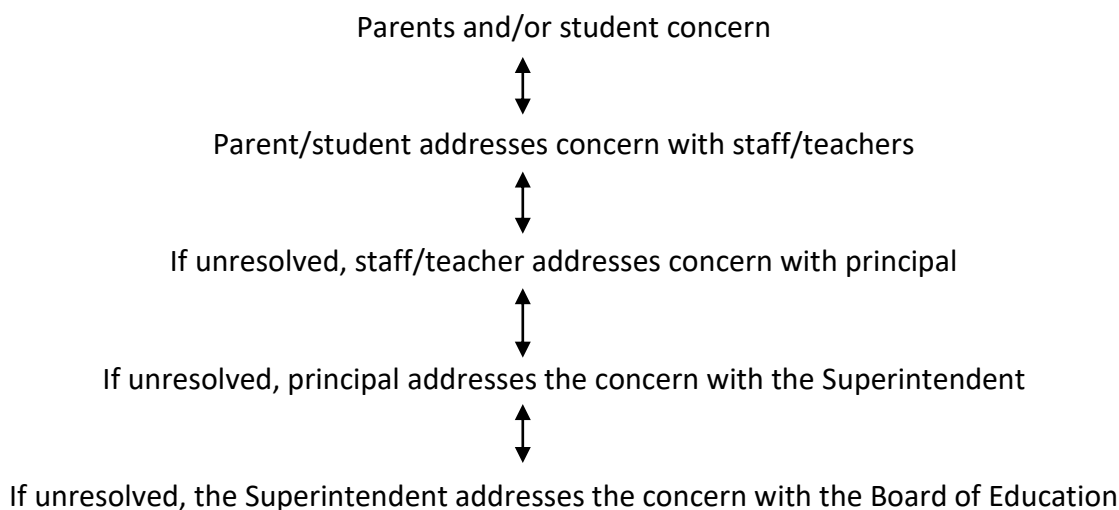 Parents and/or student concern
Parent/student addresses concern with staff/teachers
If unresolved, staff/teacher addresses concern with principal
If unresolved, principal addresses the concern with the Superintendent
If unresolved, the Superintendent addresses the concern with the Board of Education